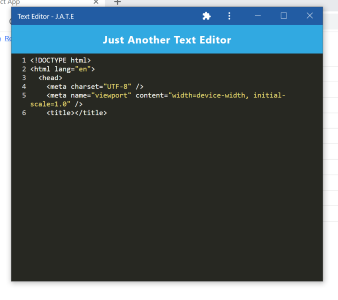 ct App
Text Editor - J.A.T.E
Just Another Text Editor
1 <!DOCTYPE html>
2 <html lang="en">
3 <head>
4 <meta charset="UTF-8" />
5 <meta name="viewport" content="width=device-width, initial-
scale=1.0" />
6 <title></title>